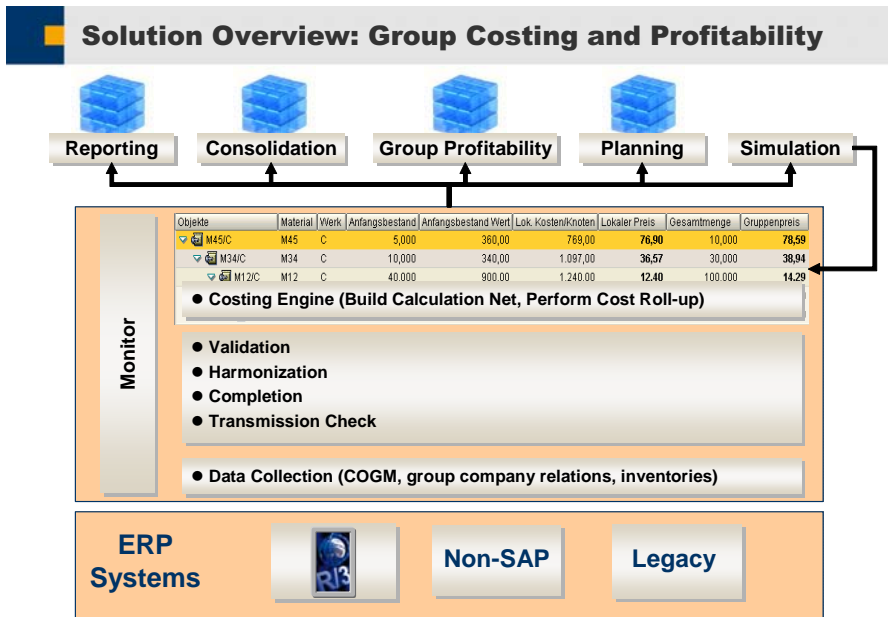 Solution Overview: Group Costing and Profitability
Reporting Consolidation Group Profitability Planning Simulation
Objekte Material Werk Anfangsbestand Anfangsbestand Wert Lok. Kosten/Knoten Lokaler Preis Gesamtmenge Gruppenpreis
M45/C M45 C 5,000 360,00 769,00 76,90 10,000 78,59
M34/C M34 C 10,000 340,00 1.097,00 36,57 30,000 38,94
M12/C M12 C 40.000 900.00 1.240.00 12.40 100.000 14.29
● Costing Engine (Build Calculation Net, Perform Cost Roll-up)
Monitor
● Validation
● Harmonization
● Completion
● Transmission Check
● Data Collection (COGM, group company relations, inventories)
ERP
Systems
R/3
Non-SAP
Legacy